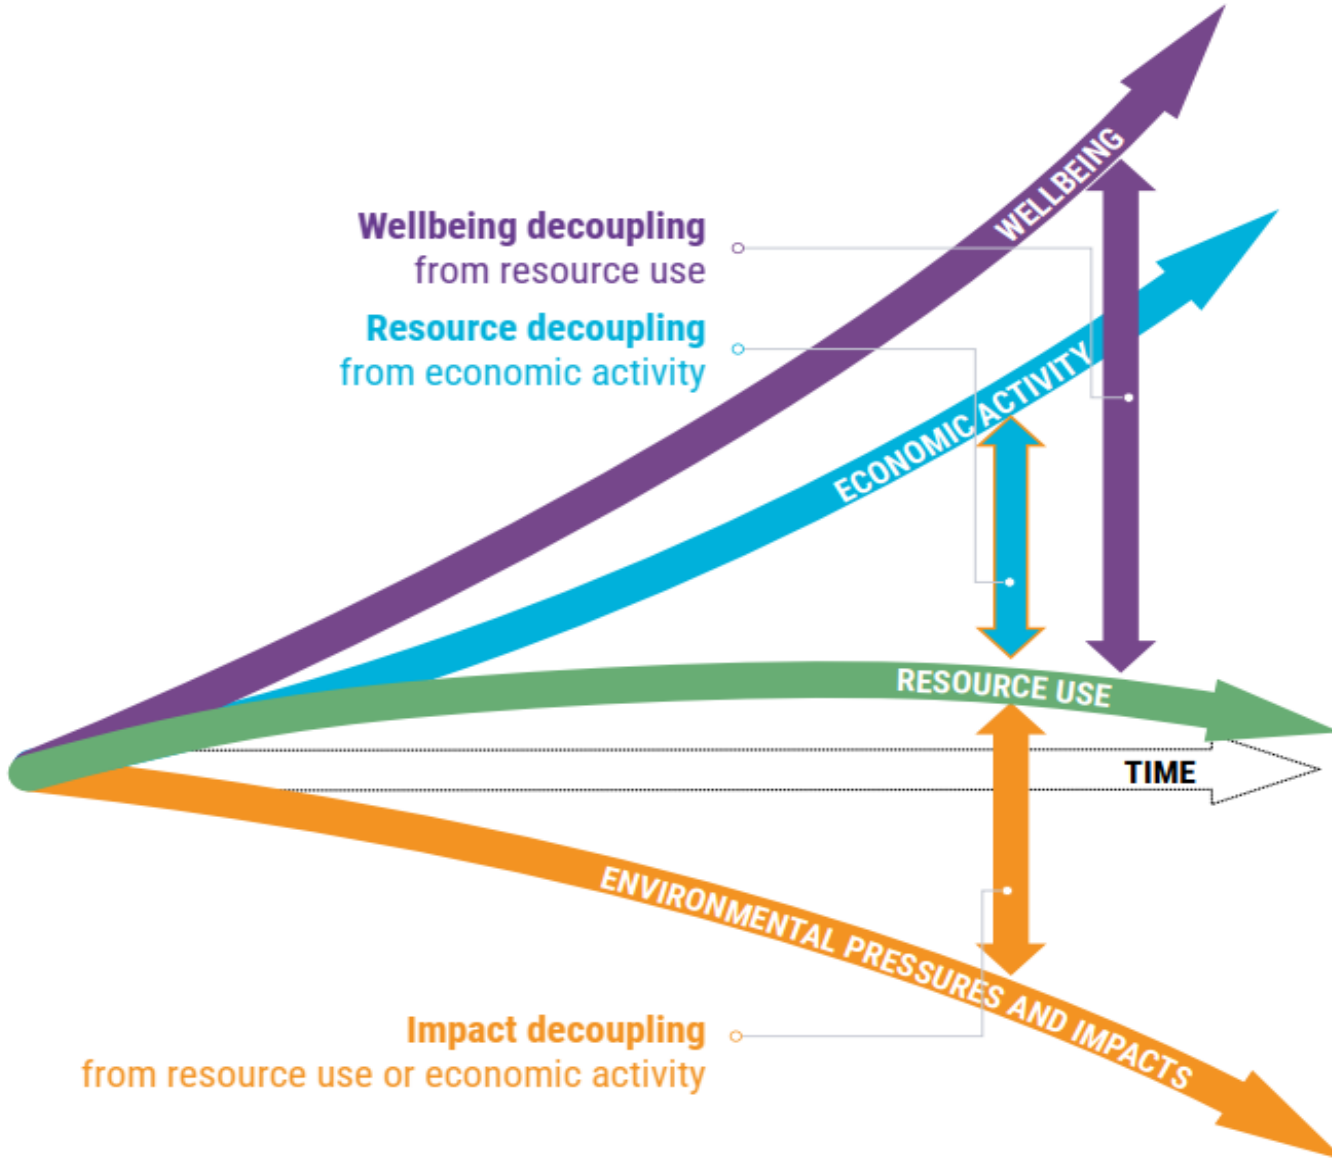 WELLBEING
Wellbeing decoupling
from resource use
Resource decoupling
from economic activity
ECONOMIC ACTIVITY
RESOURCE USE
TIME
ENVIRONMENTAL PRESSURES AND IMPACTS
Impact decoupling
from resource use or economic activity